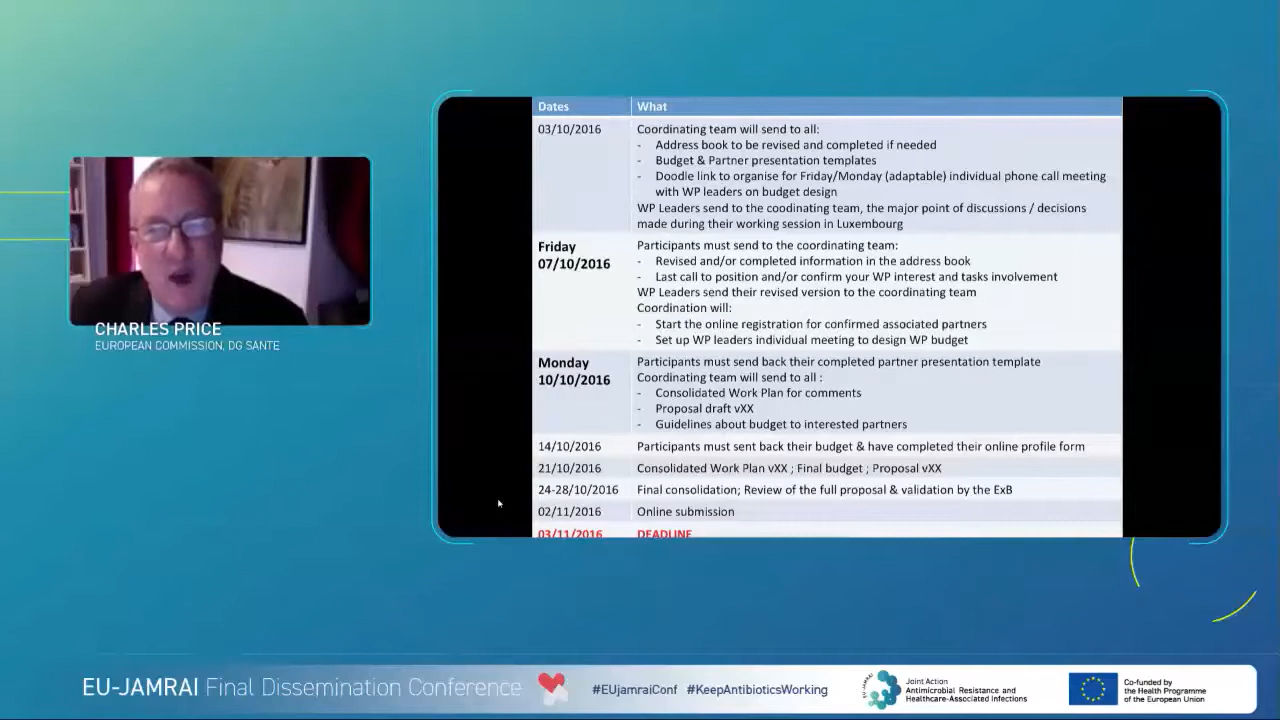 Dates What
03/10/2016 Coordinating team will send to all:
- Address book to be revised and completed if needed
- Budget & Partner presentation templates
- Doodle link to organise for Friday/Monday (adaptable) individual phone call meeting
with WP leaders on budget design
WP Leaders send to the coodinating team, the major point of discussions / decisions
made during their working session in Luxembourg
Friday
07/10/2016
Participants must send to the coordinating team:
- Revised and/or completed information in the address book
- Last call to position and/or confirm your WP interest and tasks involvement
WP Leaders send their revised version to the coordinating team
Coordination will:
- Start the online registration for confirmed associated partners
- Set up WP leaders individual meeting to design WP budget
Monday
10/10/2016
Participants must send back their completed partner presentation template
Coordinating team will send to all :
- Consolidated Work Plan for comments
- Proposal draft vXX
- Guidelines about budget to interested partners
14/10/2016 Participants must sent back their budget & have completed their online profile form
21/10/2016 Consolidated Work Plan vXX ; Final budget ; Proposal vXX
24-28/10/2016 Final consolidation; Review of the full proposal & validation by the ExB
02/11/2016 Online submission
03/11/2016 DEADLINE
CHARLES PRICE
EUROPEAN COMMISSION, DG SANTE
EU-JAMRAI Final Dissemination Conference
#EUjamraiConf #KeepAntibioticsWorking
EU-JAMRAI
Joint Action
Antimicrobial Resistance and
Healthcare-Associated Infections
Co-funded by
the Health Programme
of the European Union